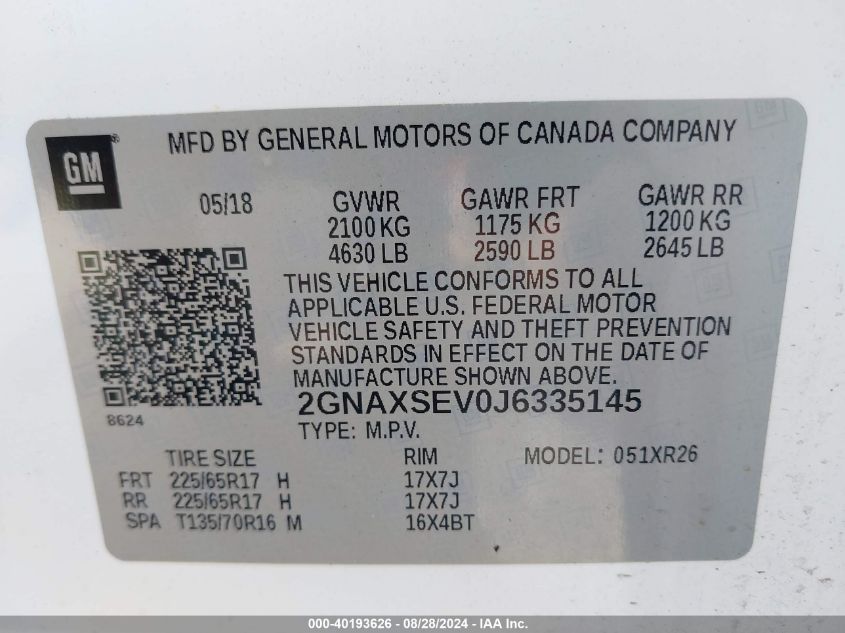 GM®
MFD BY GENERAL MOTORS OF CANADA COMPANY
05/18 GVWR GAWR FRT GAWR RR
2100 KG 1175 KG 1200 KG
4630 LB 2590 LB 2645 LB
THIS VEHICLE CONFORMS TO ALL
APPLICABLE U.S. FEDERAL MOTOR
VEHICLE SAFETY AND THEFT PREVENTION
STANDARDS IN EFFECT ON THE DATE OF
MANUFACTURE SHOWN ABOVE.
2GNAXSEV0J6335145
8624
TYPE: M.P.V.
TIRE SIZE RIM MODEL: 051XR26
FRT 225/65R17 H 17X7J
RR 225/65R17 H 17X7J
SPA T135/70R16 M 16X4BT
000-40193626 - 08/28/2024 - IAA Inc.